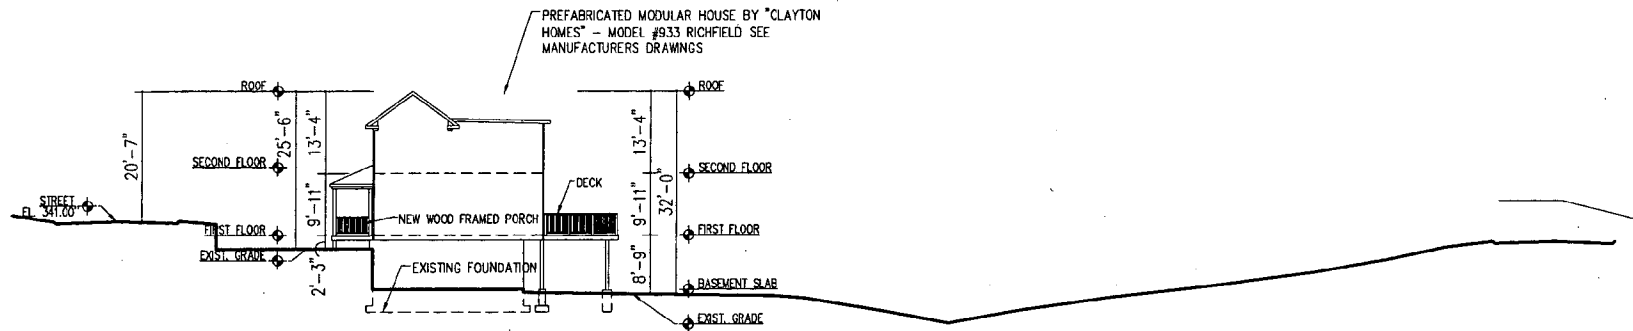 PREFABRICATED MODULAR HOUSE BY "CLAYTON
HOMES" - MODEL #933 RICHFIELD SEE
MANUFACTURERS DRAWINGS
ROOF
ROOF
20'-7"
25'-6"
13'-4"
13'-4"
SECOND FLOOR
SECOND FLOOR
DECK
9'-11"
9'-11"
32'-0"
STREET
EL. 341.00'
NEW WOOD FRAMED PORCH
FIRST FLOOR
FIRST FLOOR
EXIST. GRADE
2'-3"
EXISTING FOUNDATION
8'-9"
BASEMENT SLAB
EXIST. GRADE